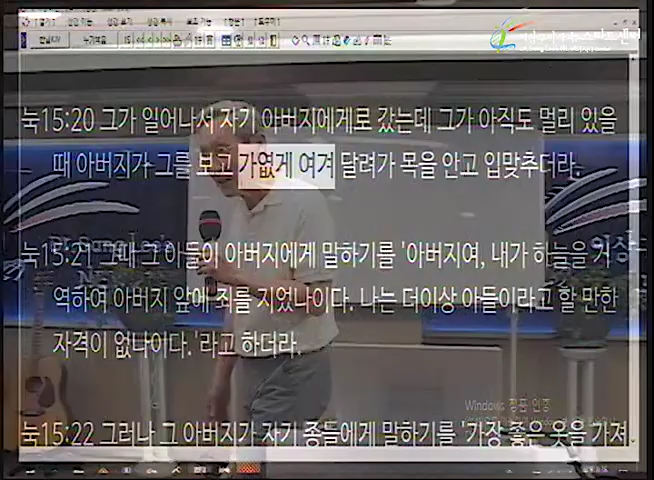 눅15:20 그가 일어나서 자기 아버지에게로 갔는데 그가 아직도 멀리 있을
때 아버지가 그를 보고 가엾게 여겨 달려가 목을 안고 입맞추더라.
눅15:21 그때 그 아들이 아버지에게 말하기를 '아버지여, 내가 하늘을 거
역하여 아버지 앞에 죄를 지었나이다. 나는 더이상 아들이라고 할 만한
자격이 없나이다.'라고 하더라.
Windows 정품 인증
눅15:22 그러나 그 아버지가 자기 종들에게 말하기를 '가장 좋은 옷을 가져